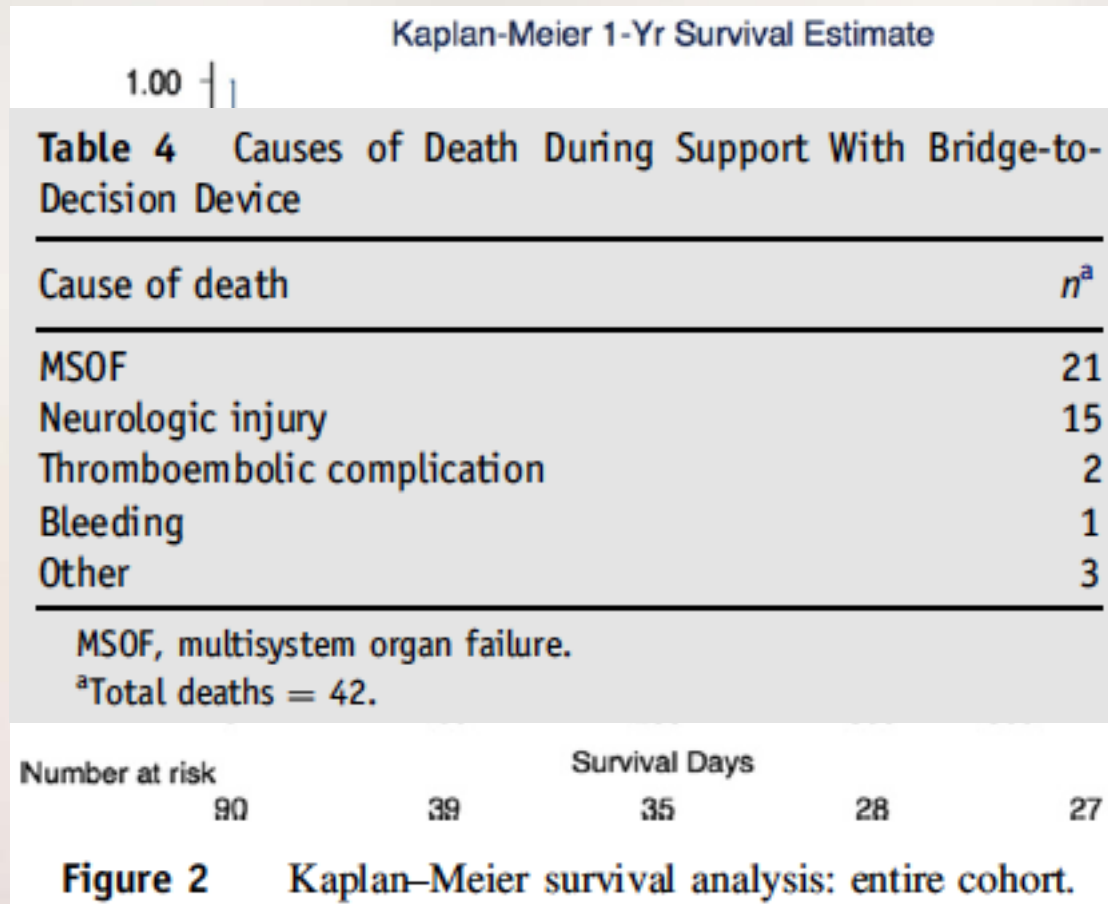 Kaplan-Meier 1-Yr Survival Estimate
1.00
Table 4 Causes of Death During Support With Bridge-to-
Decision Device
Cause of death nᵃ
MSOF 21
Neurologic injury 15
Thromboembolic complication 2
Bleeding 1
Other 3
MSOF, multisystem organ failure.
ᵃTotal deaths = 42.
Survival Days
Number at risk
90 39 35 28 27
Figure 2 Kaplan–Meier survival analysis: entire cohort.